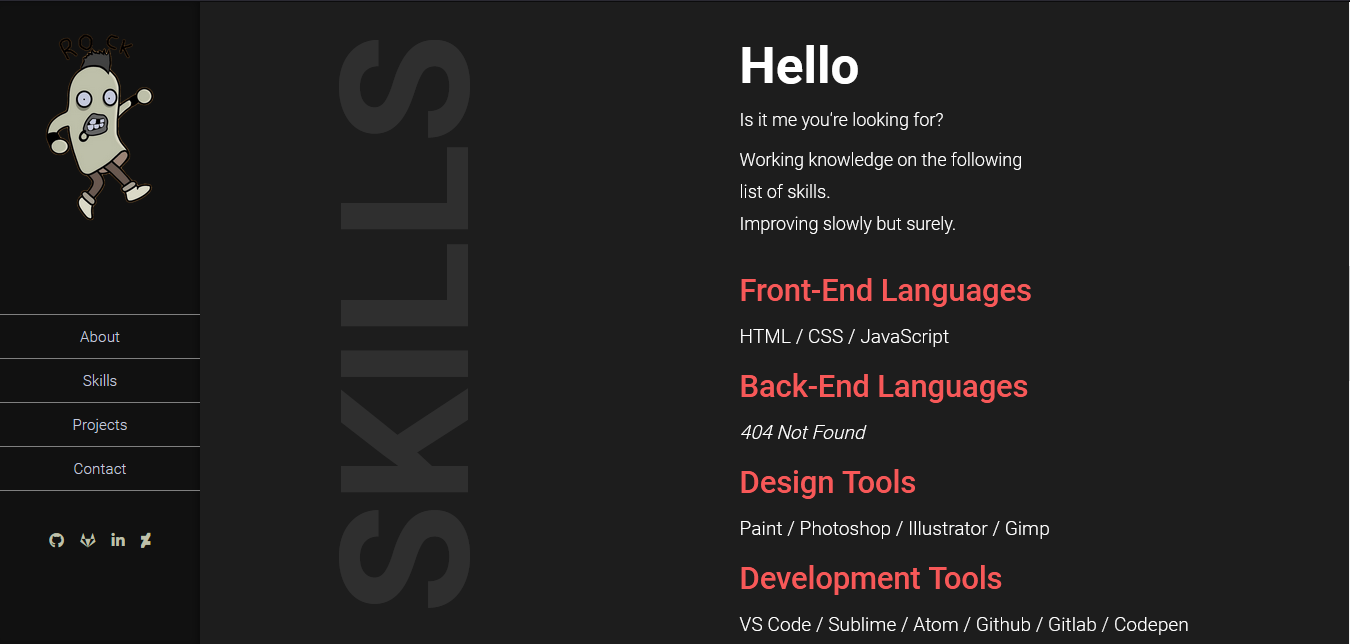 ROCK
About
Skills
Projects
Contact
SKILLS
Hello
Is it me you're looking for?
Working knowledge on the following
list of skills.
Improving slowly but surely.
Front-End Languages
HTML / CSS / JavaScript
Back-End Languages
404 Not Found
Design Tools
Paint / Photoshop / Illustrator / Gimp
Development Tools
VS Code / Sublime / Atom / Github / Gitlab / Codepen